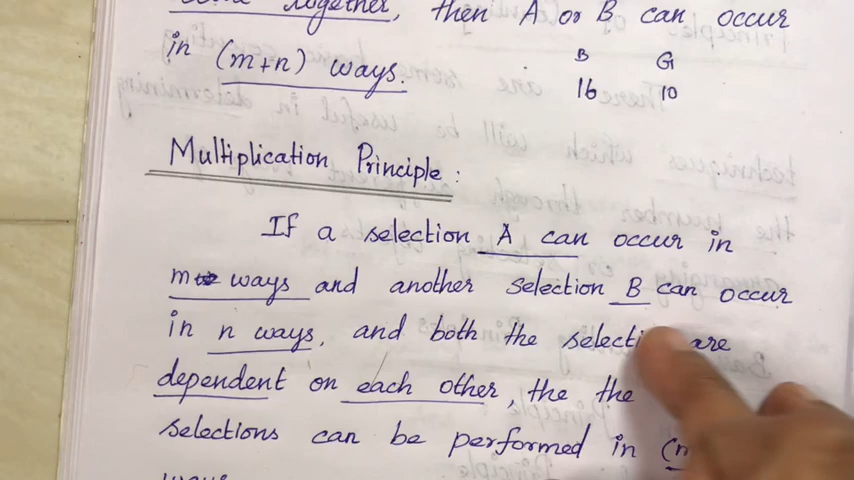 together, then A or B can occur
in (m+n) ways.
B G
16 10
Multiplication Principle :
If a selection A can occur in
m ways and another selection B can occur
in n ways, and both the selecti are
dependent on each other, the the
selections can be performed in (m
ways